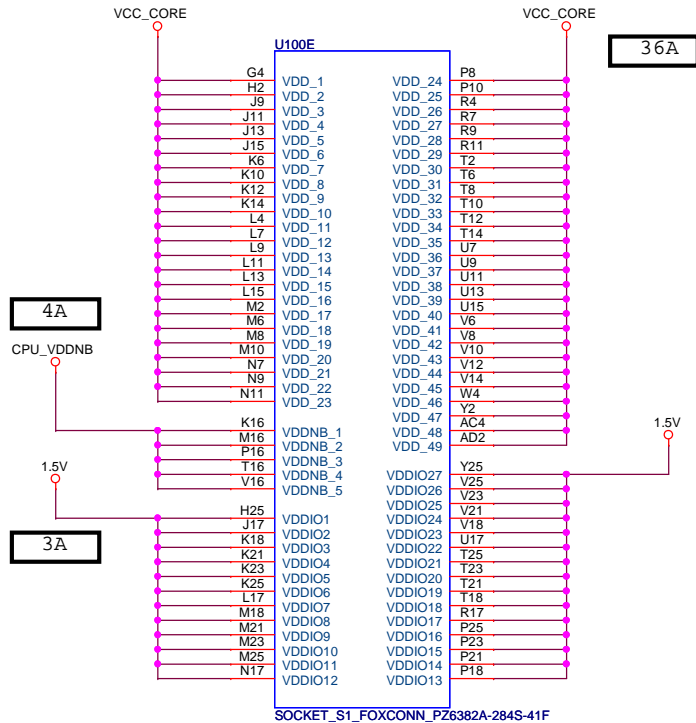 VCC_CORE VCC_CORE
36A
U100E
G4 VDD_1 VDD_24 P8
H2 VDD_2 VDD_25 P10
J9 VDD_3 VDD_26 R4
J11 VDD_4 VDD_27 R7
J13 VDD_5 VDD_28 R9
J15 VDD_6 VDD_29 R11
K6 VDD_7 VDD_30 T2
K10 VDD_8 VDD_31 T6
K12 VDD_9 VDD_32 T8
K14 VDD_10 VDD_33 T10
L4 VDD_11 VDD_34 T12
L7 VDD_12 VDD_35 T14
L9 VDD_13 VDD_36 U7
L11 VDD_14 VDD_37 U9
L13 VDD_15 VDD_38 U11
L15 VDD_16 VDD_39 U13
M2 VDD_17 VDD_40 U15
M6 VDD_18 VDD_41 V6
M8 VDD_19 VDD_42 V8
M10 VDD_20 VDD_43 V10
N7 VDD_21 VDD_44 V12
N9 VDD_22 VDD_45 V14
N11 VDD_23 VDD_46 W4
VDD_47 Y2
VDD_48 AC4
VDD_49 AD2
4A
CPU_VDDNB
K16 VDDNB_1
M16 VDDNB_2
P16 VDDNB_3
T16 VDDNB_4
V16 VDDNB_5
1.5V
1.5V
3A
H25 VDDIO1
J17 VDDIO2
K18 VDDIO3
K21 VDDIO4
K23 VDDIO5
K25 VDDIO6
L17 VDDIO7
M18 VDDIO8
M21 VDDIO9
M23 VDDIO10
M25 VDDIO11
N17 VDDIO12
VDDIO27 Y25
VDDIO26 V25
VDDIO25 V23
VDDIO24 V21
VDDIO23 V18
VDDIO22 U17
VDDIO21 T25
VDDIO20 T23
VDDIO19 T21
VDDIO18 T18
VDDIO17 R17
VDDIO16 P25
VDDIO15 P23
VDDIO14 P21
VDDIO13 P18
SOCKET_S1_FOXCONN_PZ6382A-284S-41F